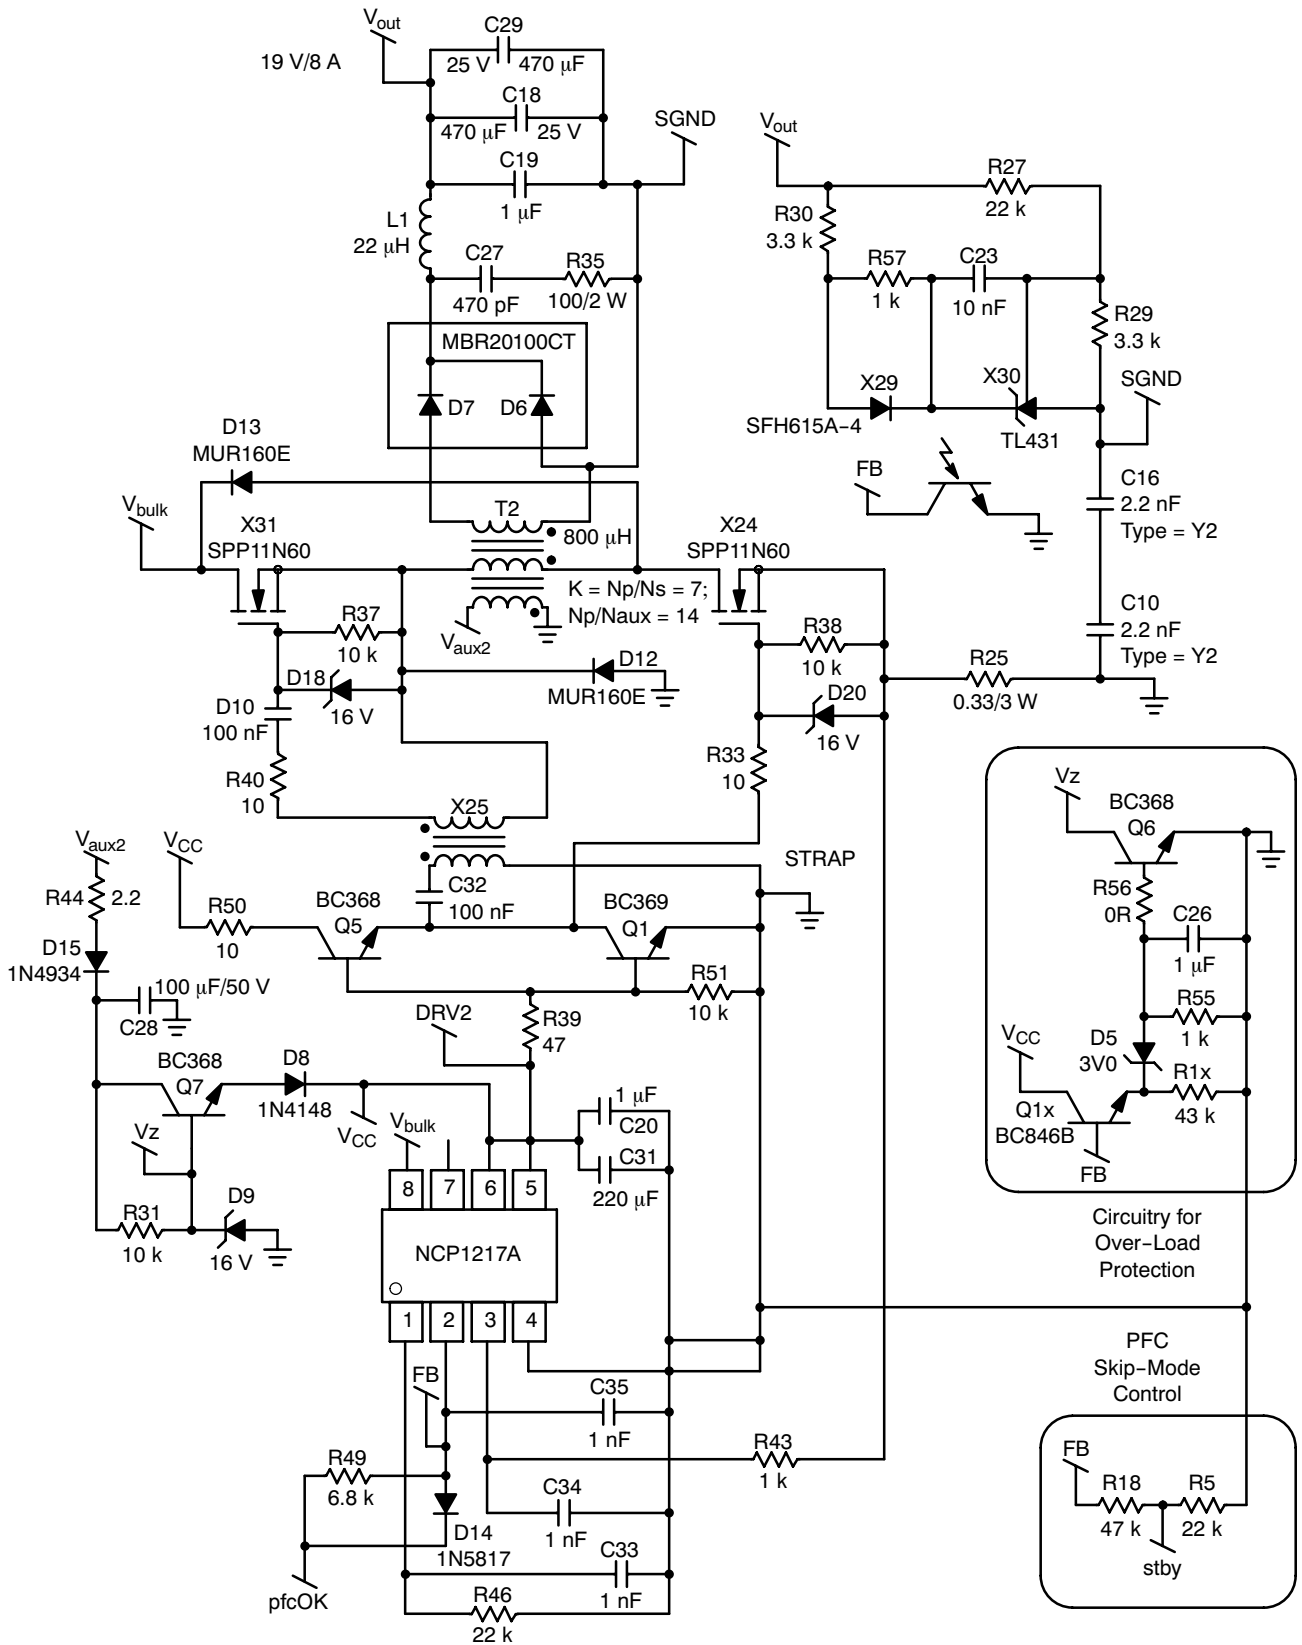 Vout
19 V/8 A
C29
25 V 470 μF
C18
470 μF 25 V
C19
1 μF
SGND
L1
22 μH
C27
470 pF
R35
100/2 W
MBR20100CT
D7
D6
Vout
R27
22 k
R30
3.3 k
R57
1 k
C23
10 nF
R29
3.3 k
X29
SFH615A-4
X30
TL431
SGND
FB
C16
2.2 nF
Type = Y2
C10
2.2 nF
Type = Y2
D13
MUR160E
Vbulk
X31
SPP11N60
T2
800 μH
K = Np/Ns = 7;
Np/Naux = 14
Vaux2
X24
SPP11N60
R37
10 k
D18
16 V
D10
100 nF
R40
10
D12
MUR160E
R38
10 k
D20
16 V
R33
10
R25
0.33/3 W
X25
STRAP
Vaux2
R44 2.2
D15
1N4934
100 μF/50 V
C28
VCC
R50
10
BC368
Q5
C32
100 nF
BC369
Q1
R51
10 k
DRV2
R39
47
BC368
Q7
D8
1N4148
VCC
Vz
R31
10 k
D9
16 V
Vbulk
1 μF
C20
C31
220 μF
8 7 6 5
NCP1217A
1 2 3 4
FB
C35
1 nF
R43
1 k
R49
6.8 k
D14
1N5817
C34
1 nF
C33
1 nF
pfcOK
R46
22 k
Vz
BC368
Q6
R56
0R
C26
1 μF
R55
1 k
D5
3V0
VCC
R1x
43 k
Q1x
BC846B
FB
Circuitry for
Over-Load
Protection
PFC
Skip-Mode
Control
FB
R18
47 k
R5
22 k
stby